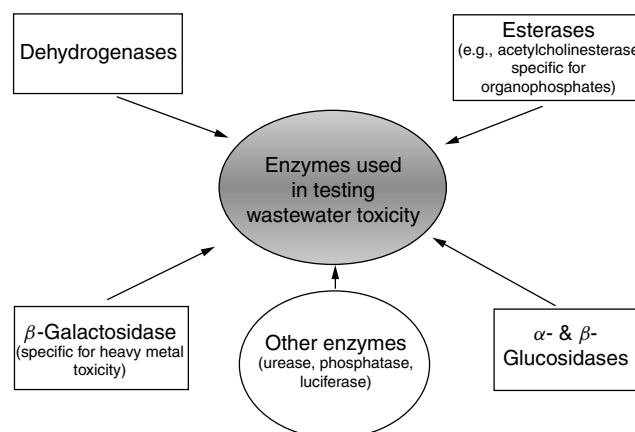 Dehydrogenases
Esterases
(e.g., acetylcholinesterase
specific for
organophosphates)
Enzymes used
in testing
wastewater toxicity
β-Galactosidase
(specific for heavy metal
toxicity)
Other enzymes
(urease, phosphatase,
luciferase)
α- & β-
Glucosidases